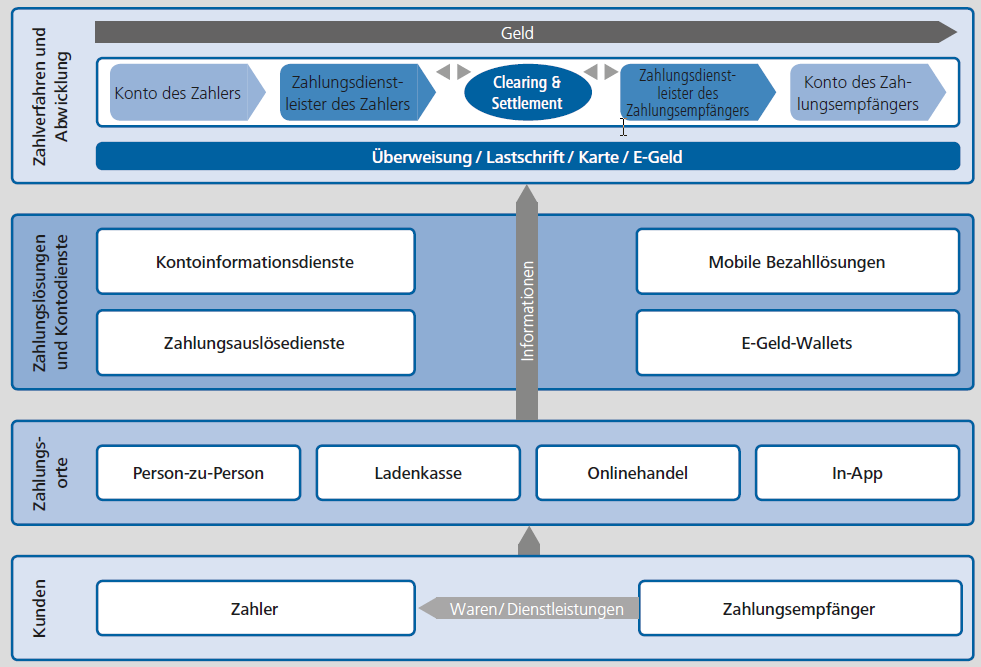 Zahlverfahren und
Abwicklung
Geld
Konto des Zahlers
Zahlungsdienst-
leister des Zahlers
Clearing &
Settlement
Zahlungsdienst-
leister des
Zahlungsempfängers
Konto des Zah-
lungsempfängers
Überweisung / Lastschrift / Karte / E-Geld
Zahlungslösungen
und Kontodienste
Kontoinformationsdienste
Mobile Bezahllösungen
Zahlungsauslösedienste
E-Geld-Wallets
Informationen
Zahlungs-
orte
Person-zu-Person
Ladenkasse
Onlinehandel
In-App
Kunden
Zahler
Waren/Dienstleistungen
Zahlungsempfänger